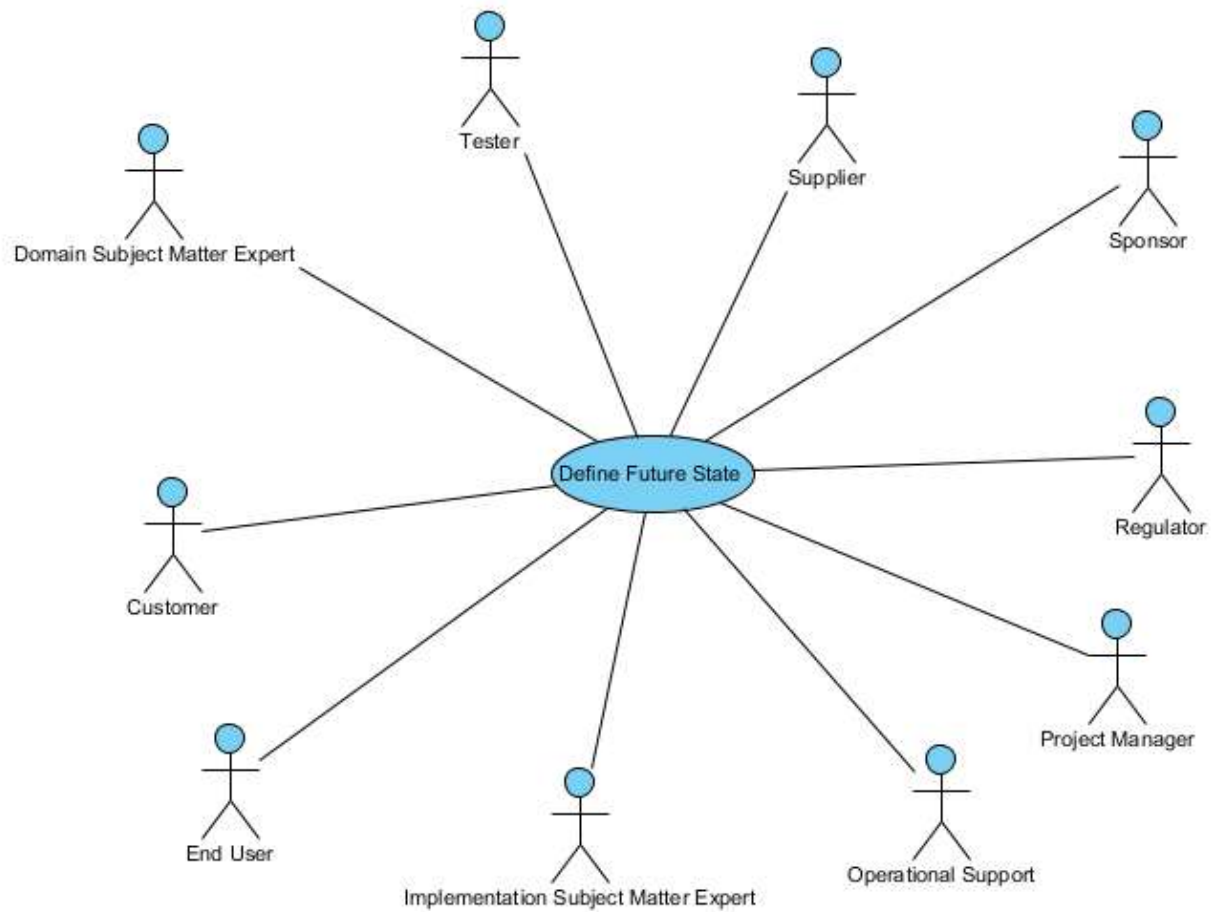 Tester
Supplier
Sponsor
Domain Subject Matter Expert
Define Future State
Regulator
Customer
Project Manager
End User
Operational Support
Implementation Subject Matter Expert